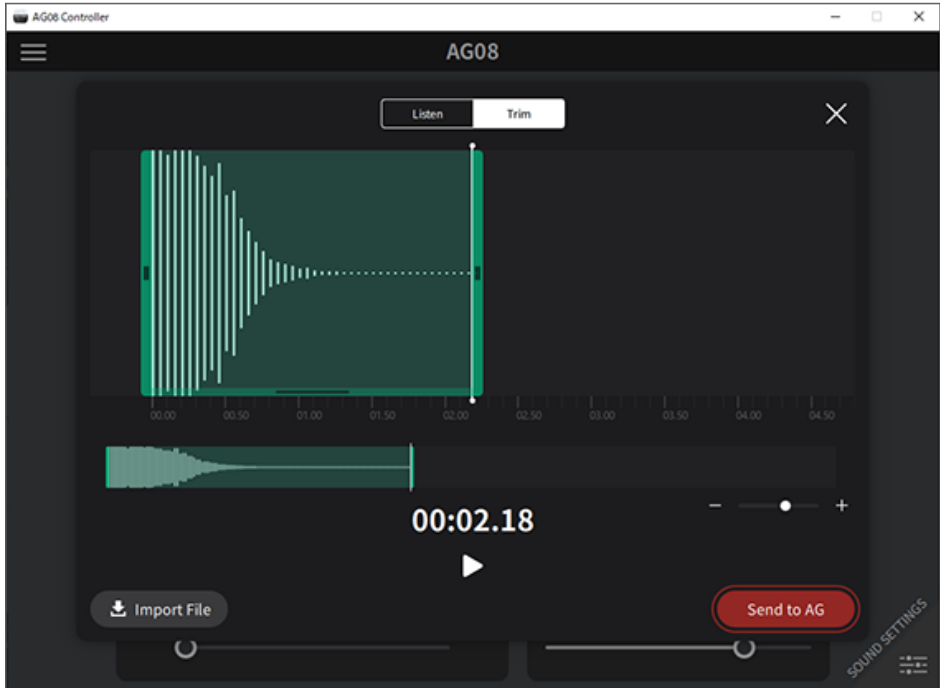 AG08 Controller
AG08
Listen Trim
00.00 00.50 01.00 01.50 02.00 02.50 03.00 03.50 04.00 04.50
00:02.18
Import File
Send to AG
SOUND SETTINGS